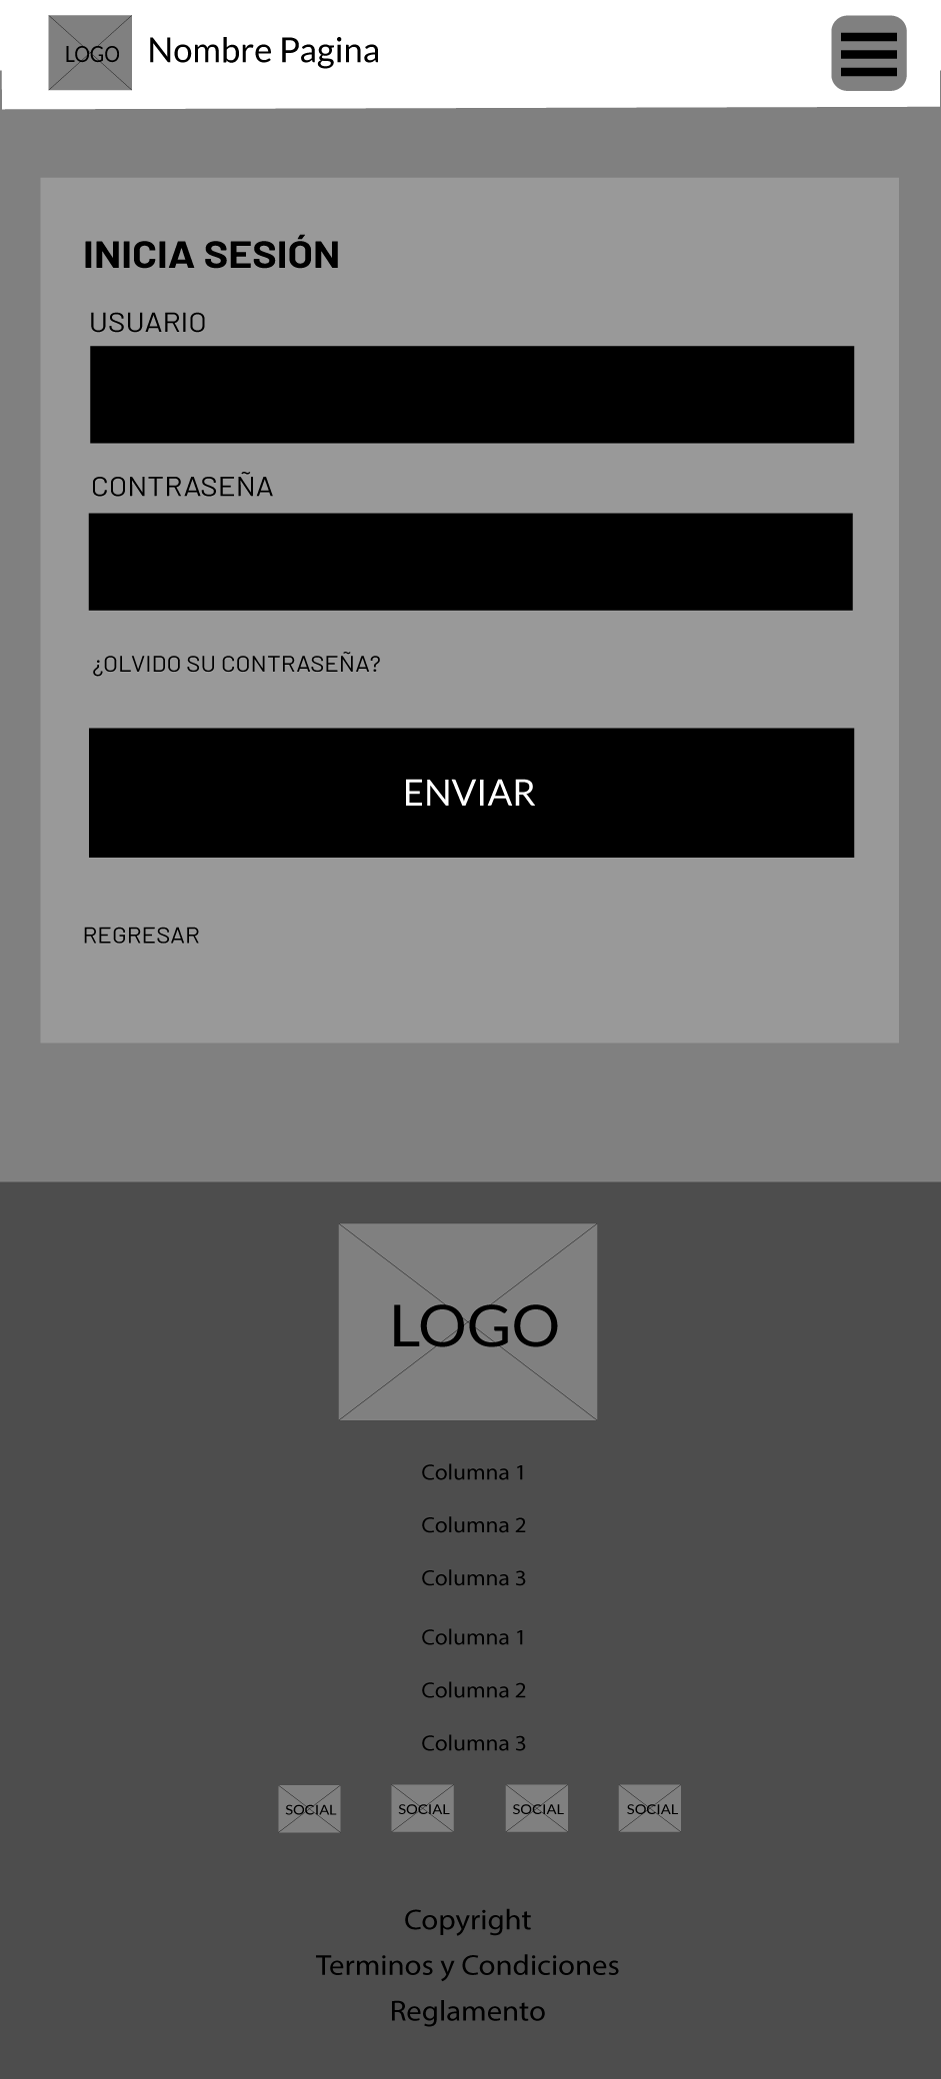 LOGO Nombre Pagina
INICIA SESIÓN
USUARIO
CONTRASEÑA
¿OLVIDO SU CONTRASEÑA?
ENVIAR
REGRESAR
LOGO
Columna 1
Columna 2
Columna 3
Columna 1
Columna 2
Columna 3
SOCIAL SOCIAL SOCIAL SOCIAL
Copyright
Terminos y Condiciones
Reglamento